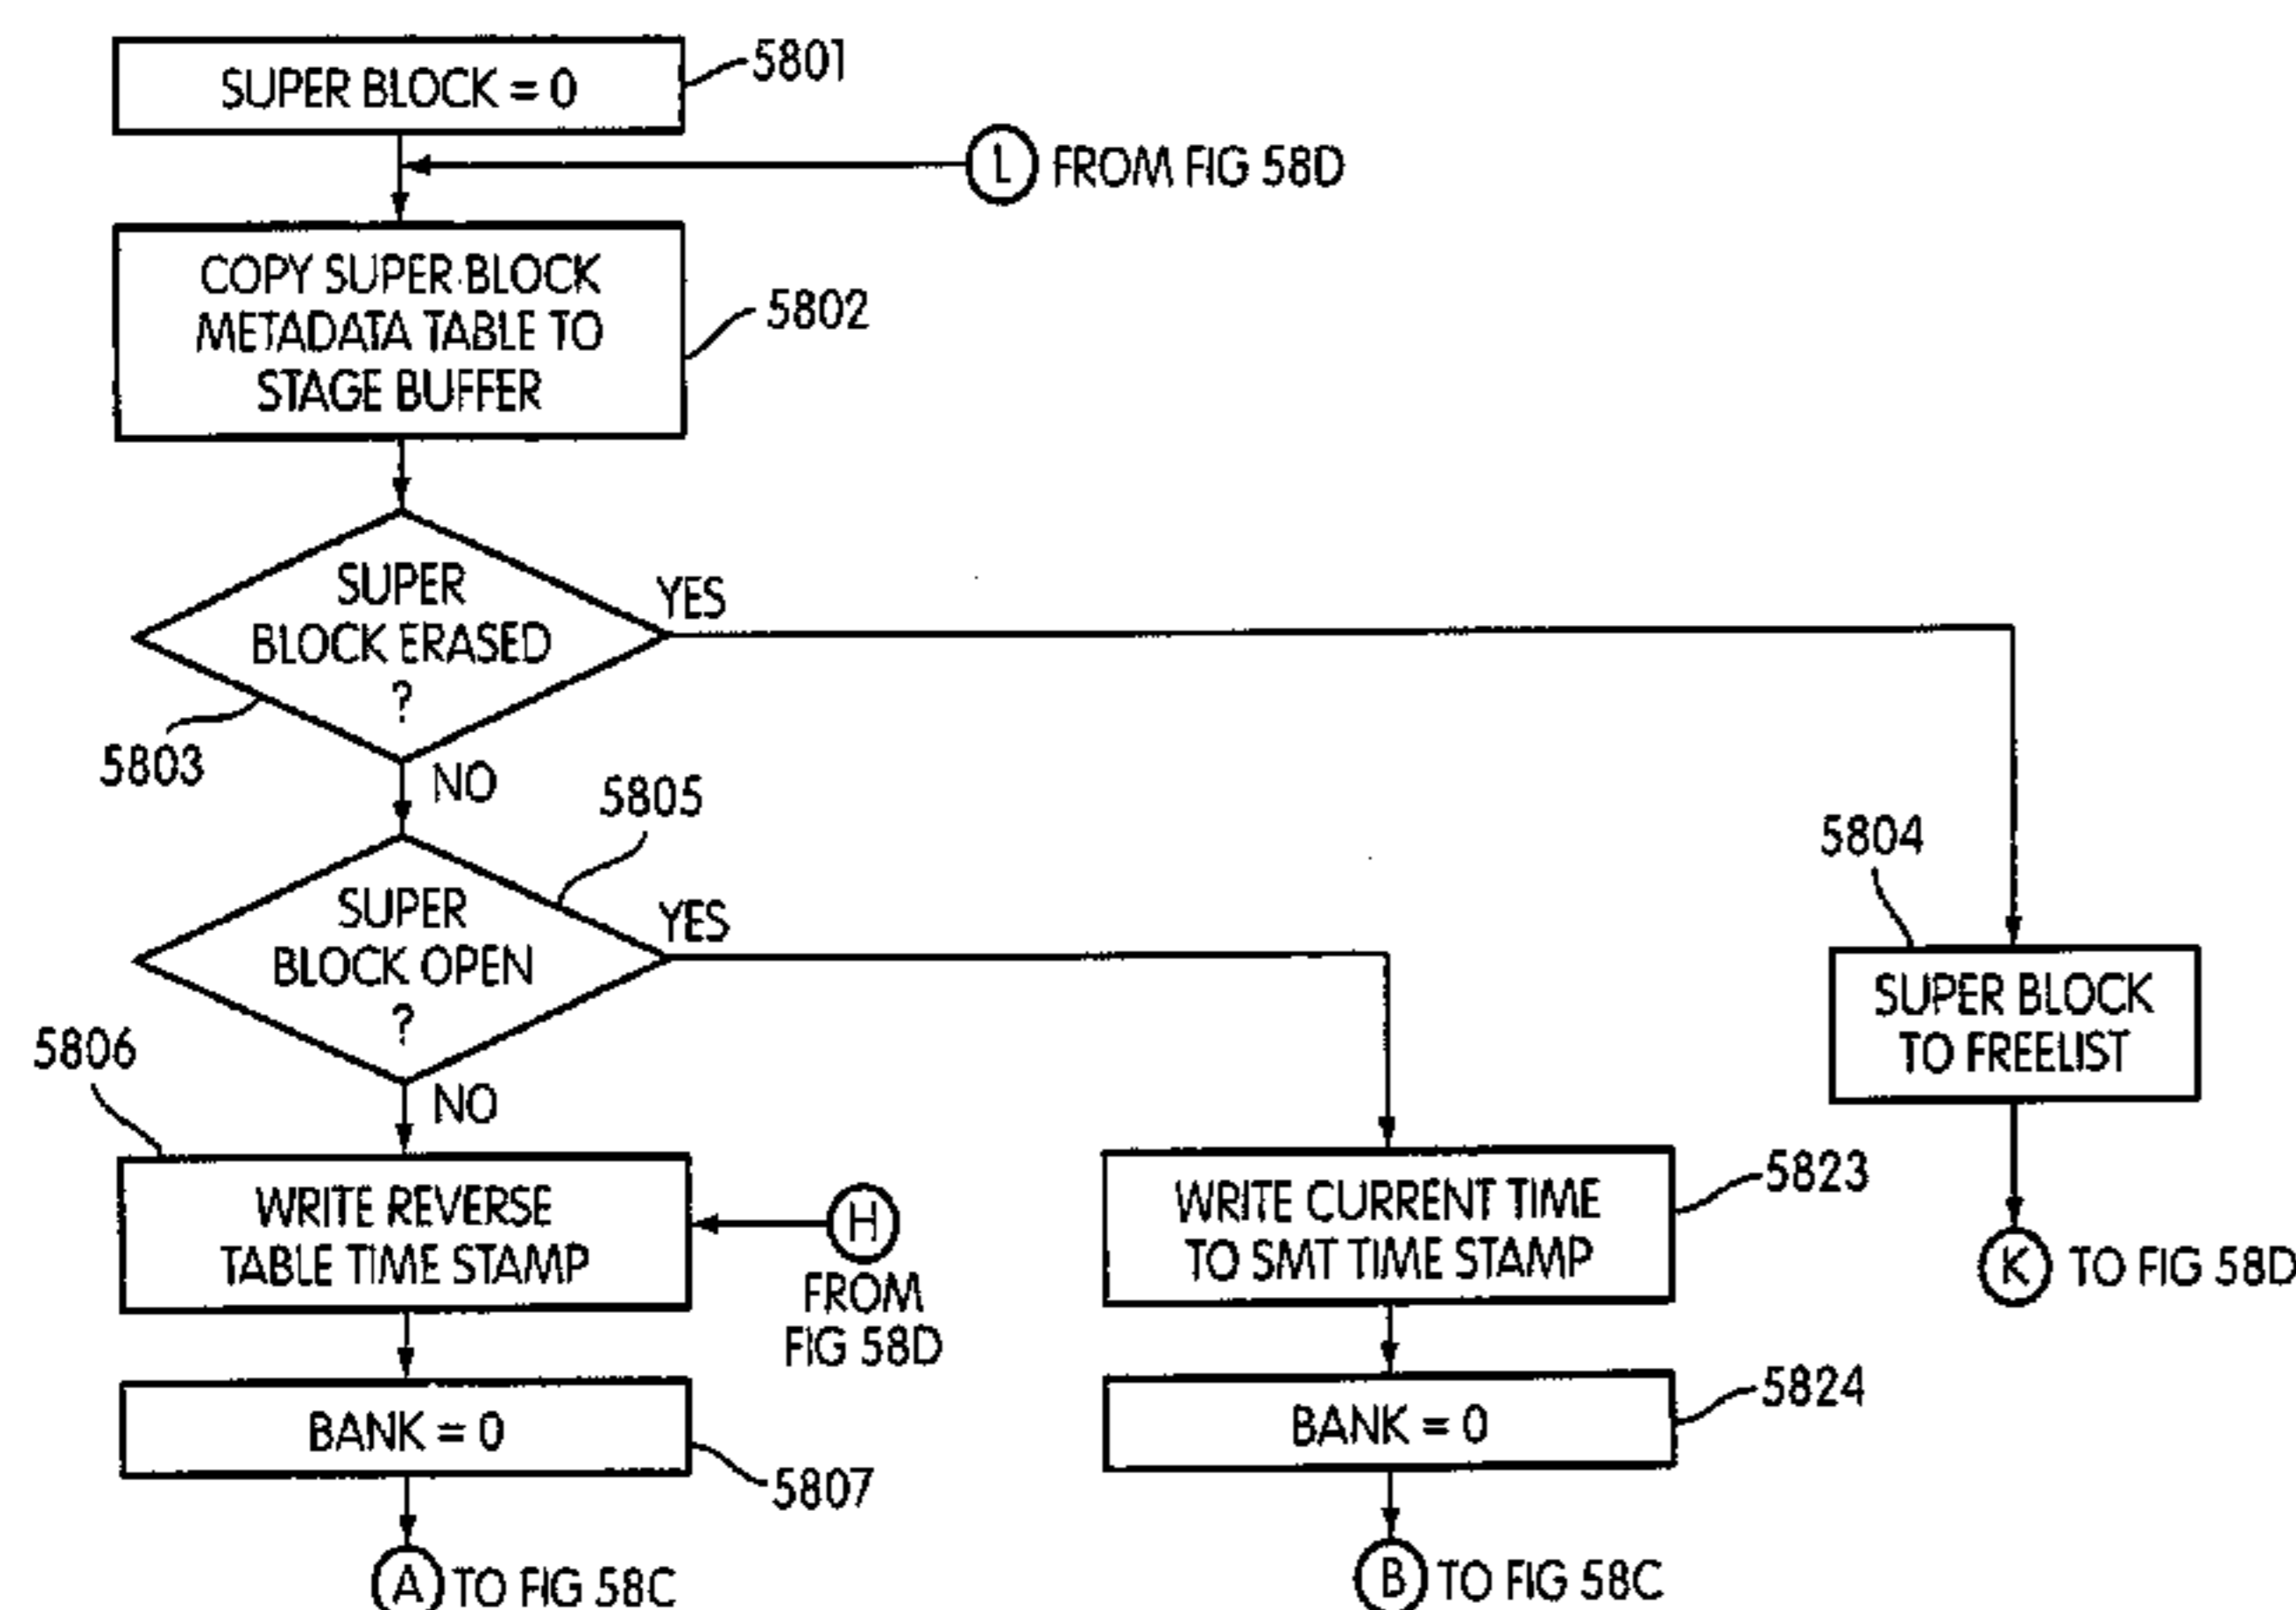 SUPER BLOCK = 0
5801
L FROM FIG 58D
COPY SUPER BLOCK
METADATA TABLE TO
STAGE BUFFER
5802
SUPER
BLOCK ERASED
?
YES
5803
NO
5805
SUPER
BLOCK OPEN
?
YES
5804
SUPER BLOCK
TO FREELIST
5806
NO
WRITE REVERSE
TABLE TIME STAMP
H
FROM
FIG 58D
WRITE CURRENT TIME
TO SMT TIME STAMP
5823
K TO FIG 58D
BANK = 0
5807
BANK = 0
5824
A TO FIG 58C
B TO FIG 58C